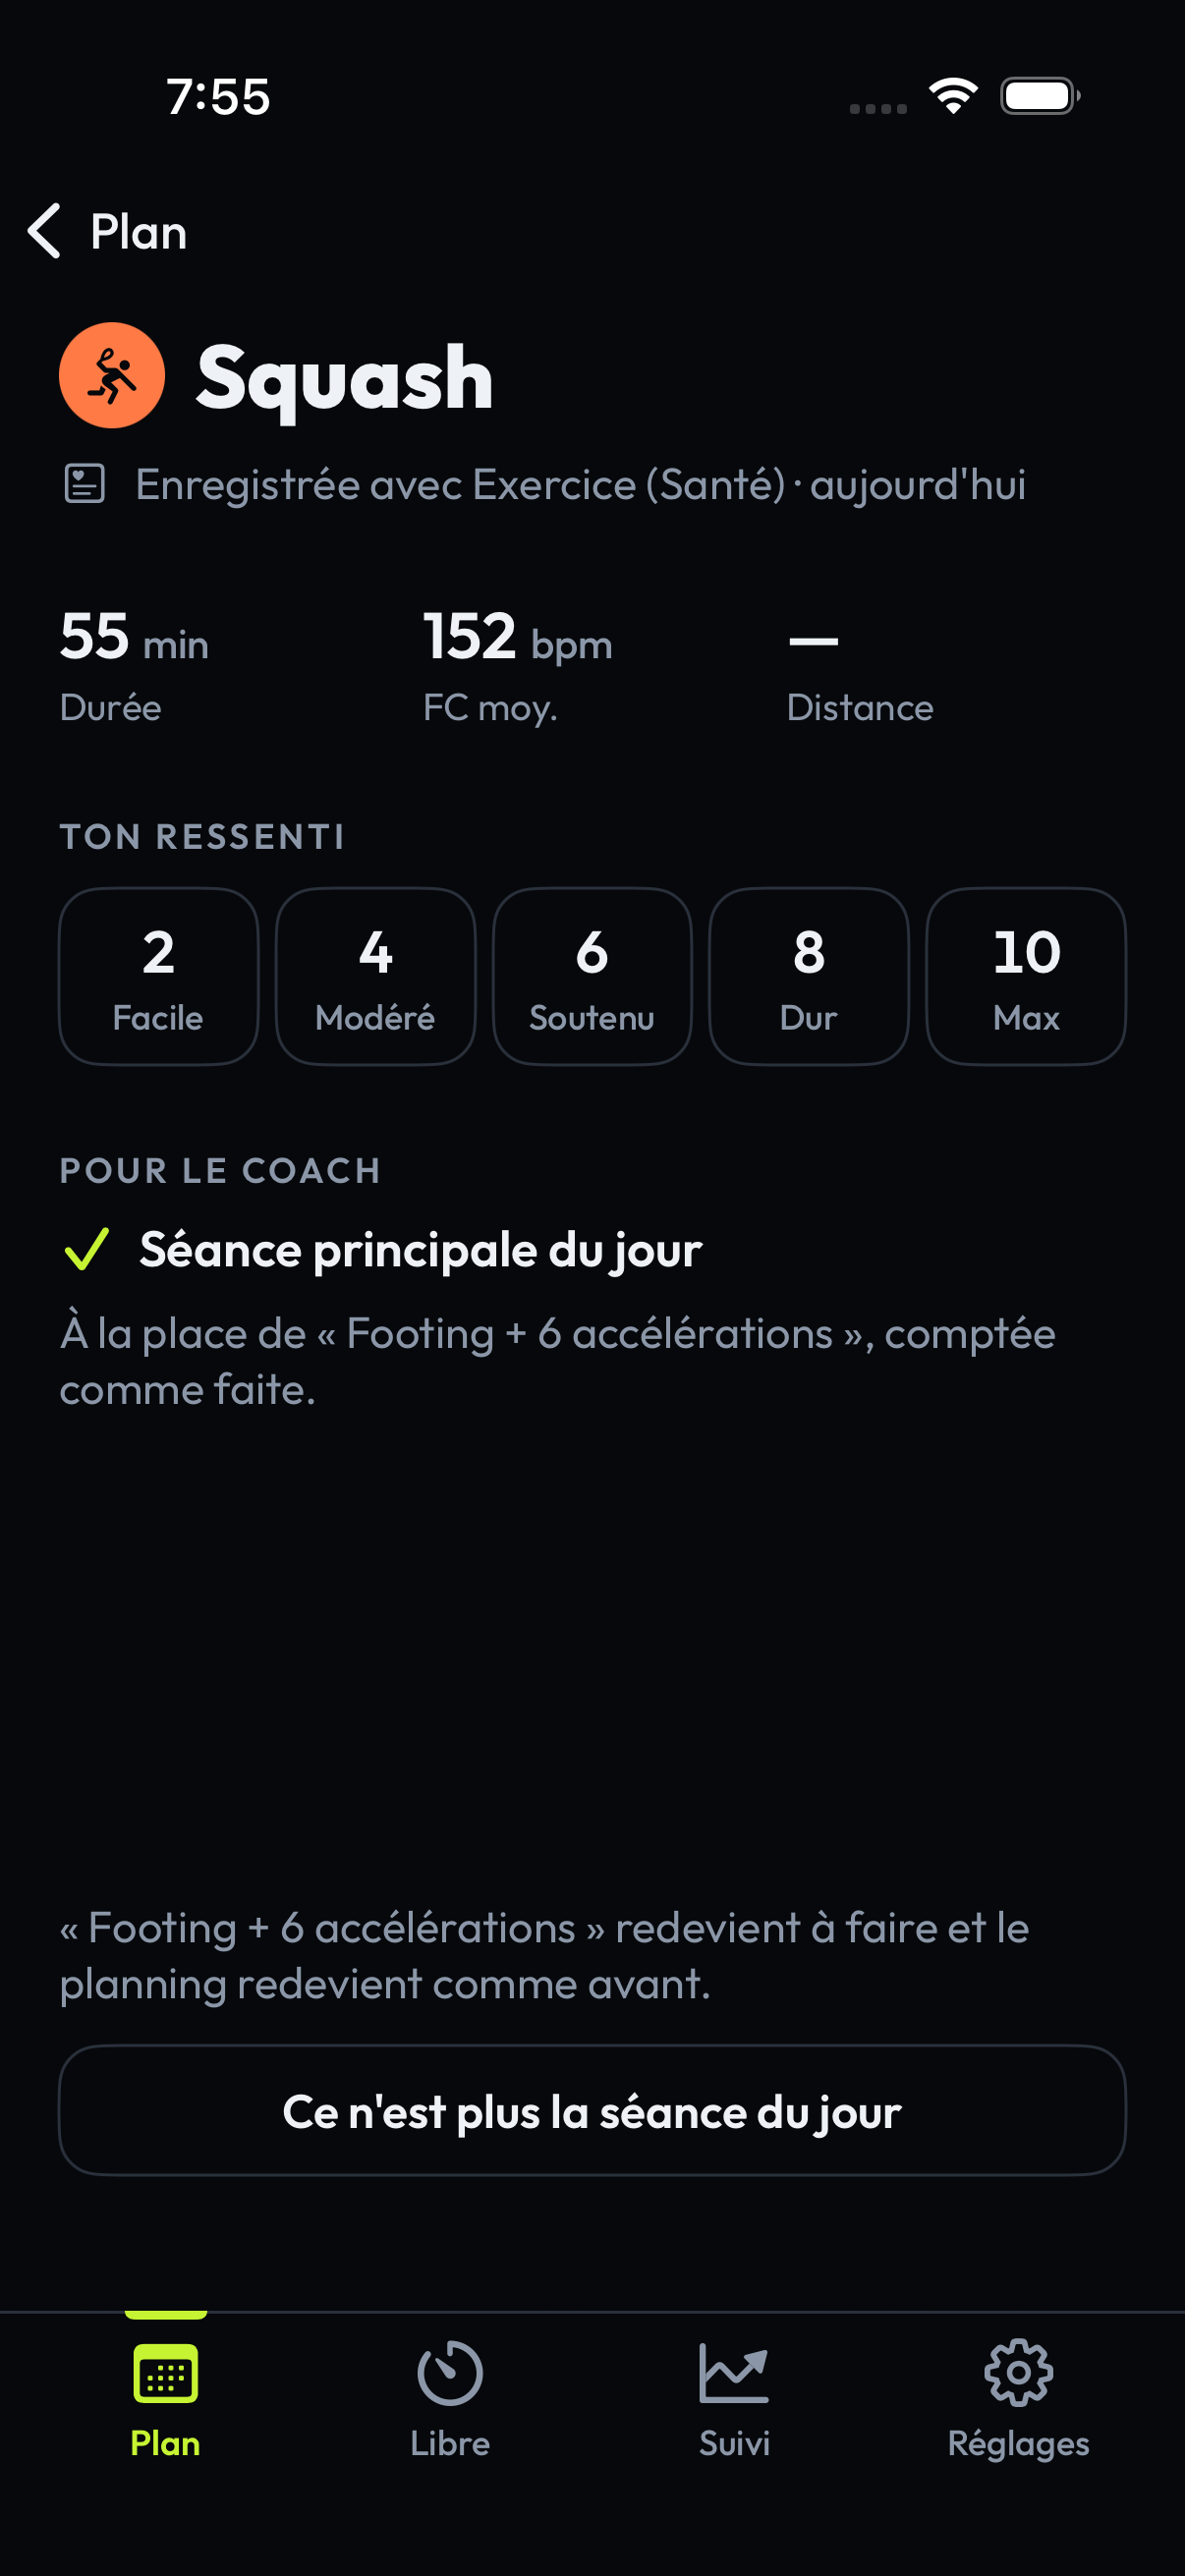 7:55
Plan
Squash
Enregistrée avec Exercice (Santé) · aujourd'hui
55 min
152 bpm
—
Durée
FC moy.
Distance
TON RESSENTI
2
4
6
8
10
Facile
Modéré
Soutenu
Dur
Max
POUR LE COACH
Séance principale du jour
À la place de « Footing + 6 accélérations », comptée
comme faite.
« Footing + 6 accélérations » redevient à faire et le
planning redevient comme avant.
Ce n'est plus la séance du jour
Plan
Libre
Suivi
Réglages